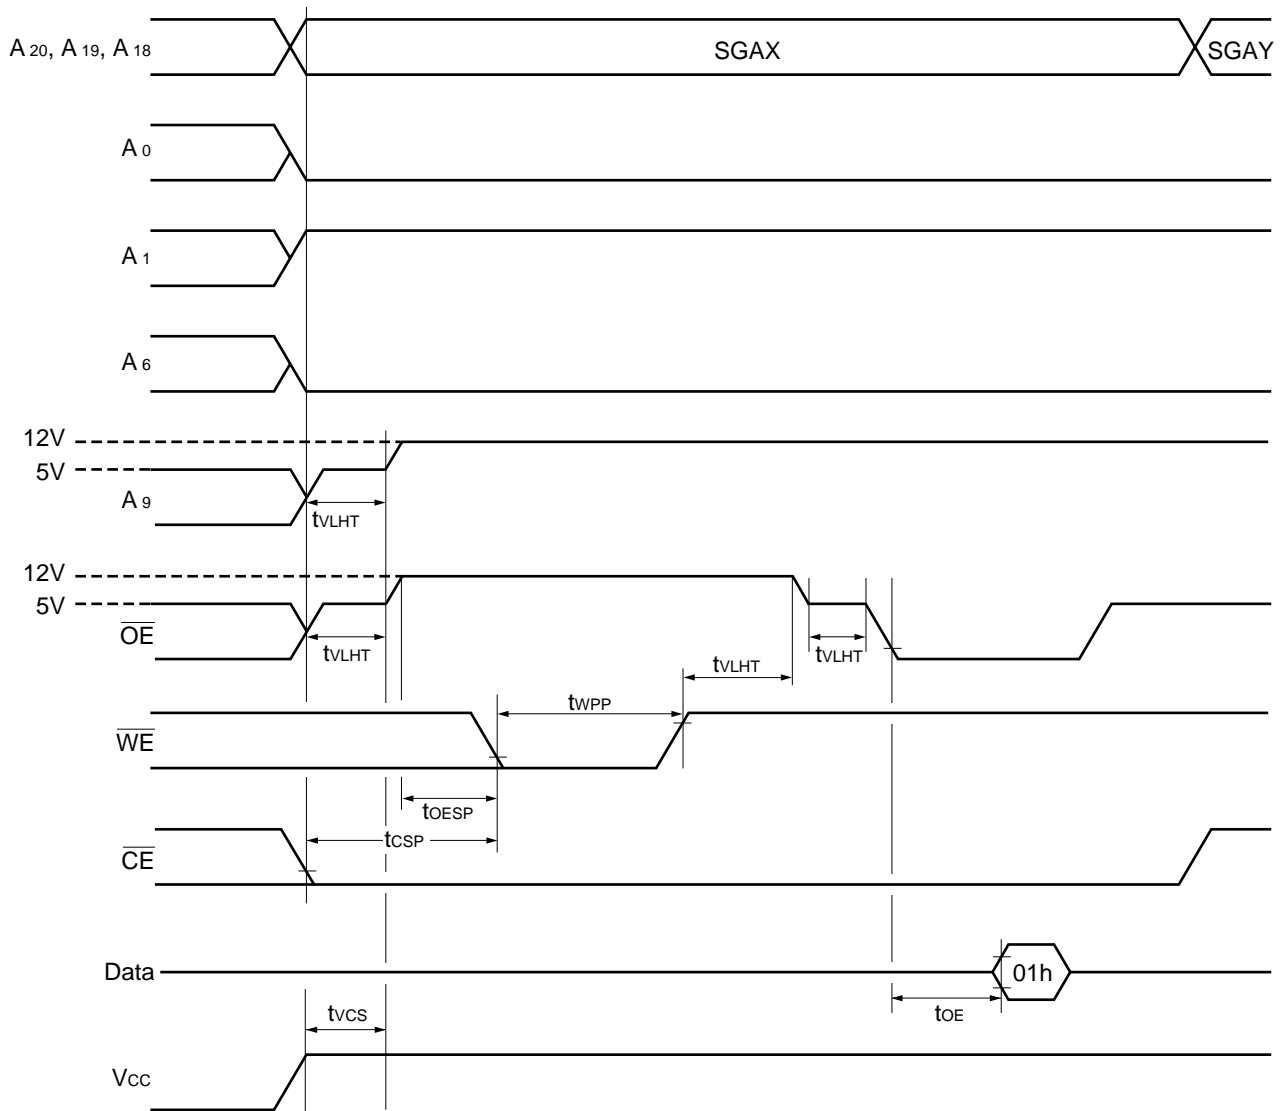 A20, A19, A18
SGAX
SGAY
A0
A1
A6
12V
5V
A9
tVLHT
12V
5V
OE
tVLHT
tVLHT
tVLHT
tWPP
WE
tOESP
tCSP
CE
Data
01h
tOE
tVCS
VCC